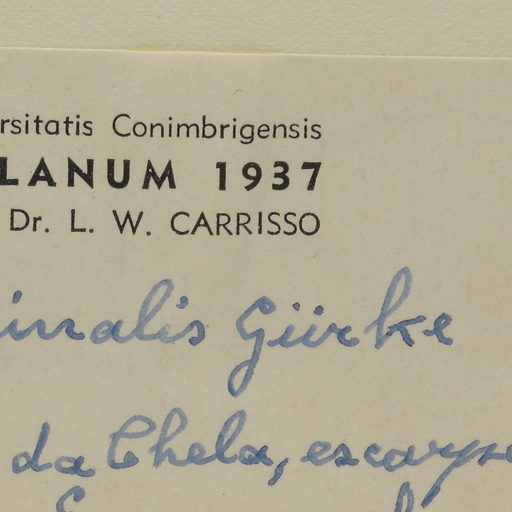 rsitatis Conimbrigensis
LANUM 1937
Dr. L. W. CARRISSO
inalis Gürke
da Chela, escarp